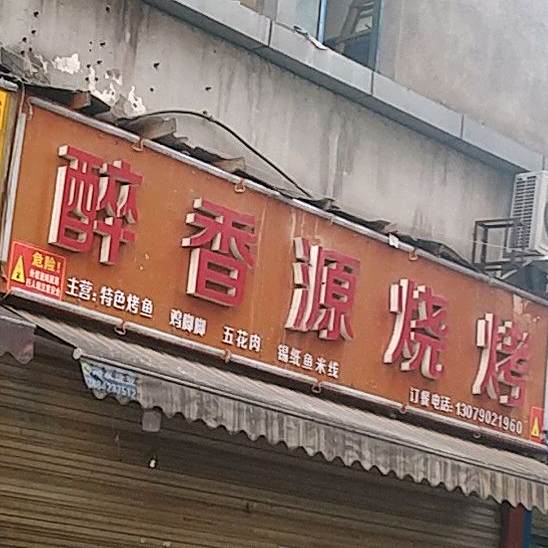 醉香源烧烤
主营:特色烤鱼 鸡脚脚 五花肉 锡纸鱼米线
订餐电话:13079021960
危险!